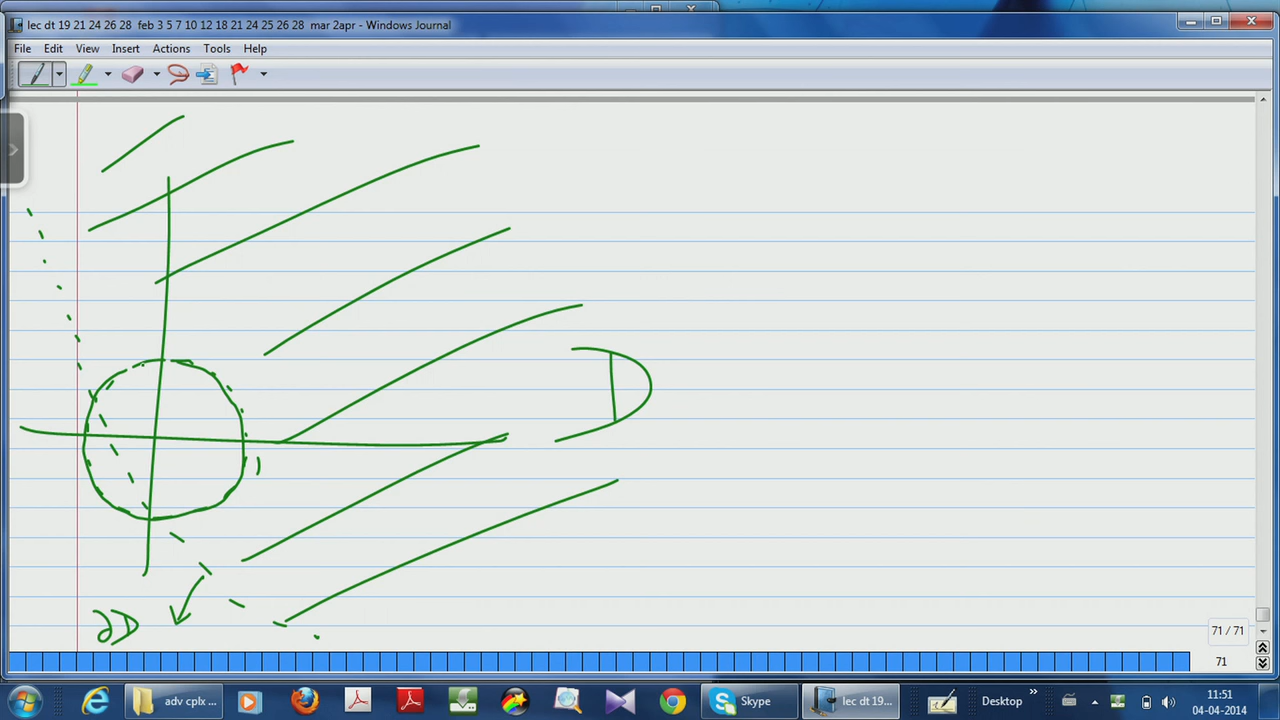 lec dt 19 21 24 26 28 feb 3 5 7 10 12 18 21 24 25 26 28 mar 2apr - Windows Journal
File Edit View Insert Actions Tools Help
D
∂D
71 / 71
71
adv cplx ...
Skype
lec dt 19...
Desktop
11:51
04-04-2014